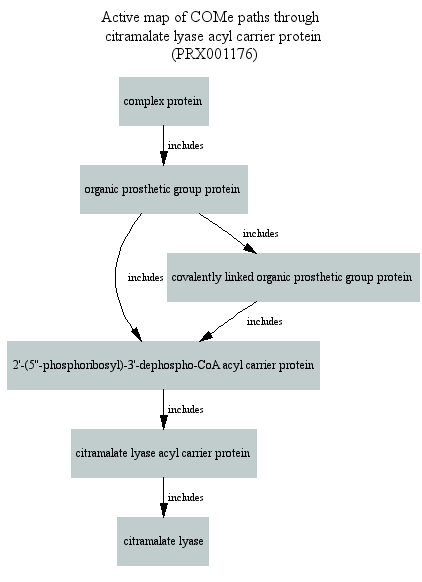 Active map of COMe paths through
citramalate lyase acyl carrier protein
(PRX001176)
complex protein
includes
organic prosthetic group protein
includes
covalently linked organic prosthetic group protein
includes
includes
2'-(5''-phosphoribosyl)-3'-dephospho-CoA acyl carrier protein
includes
citramalate lyase acyl carrier protein
includes
citramalate lyase